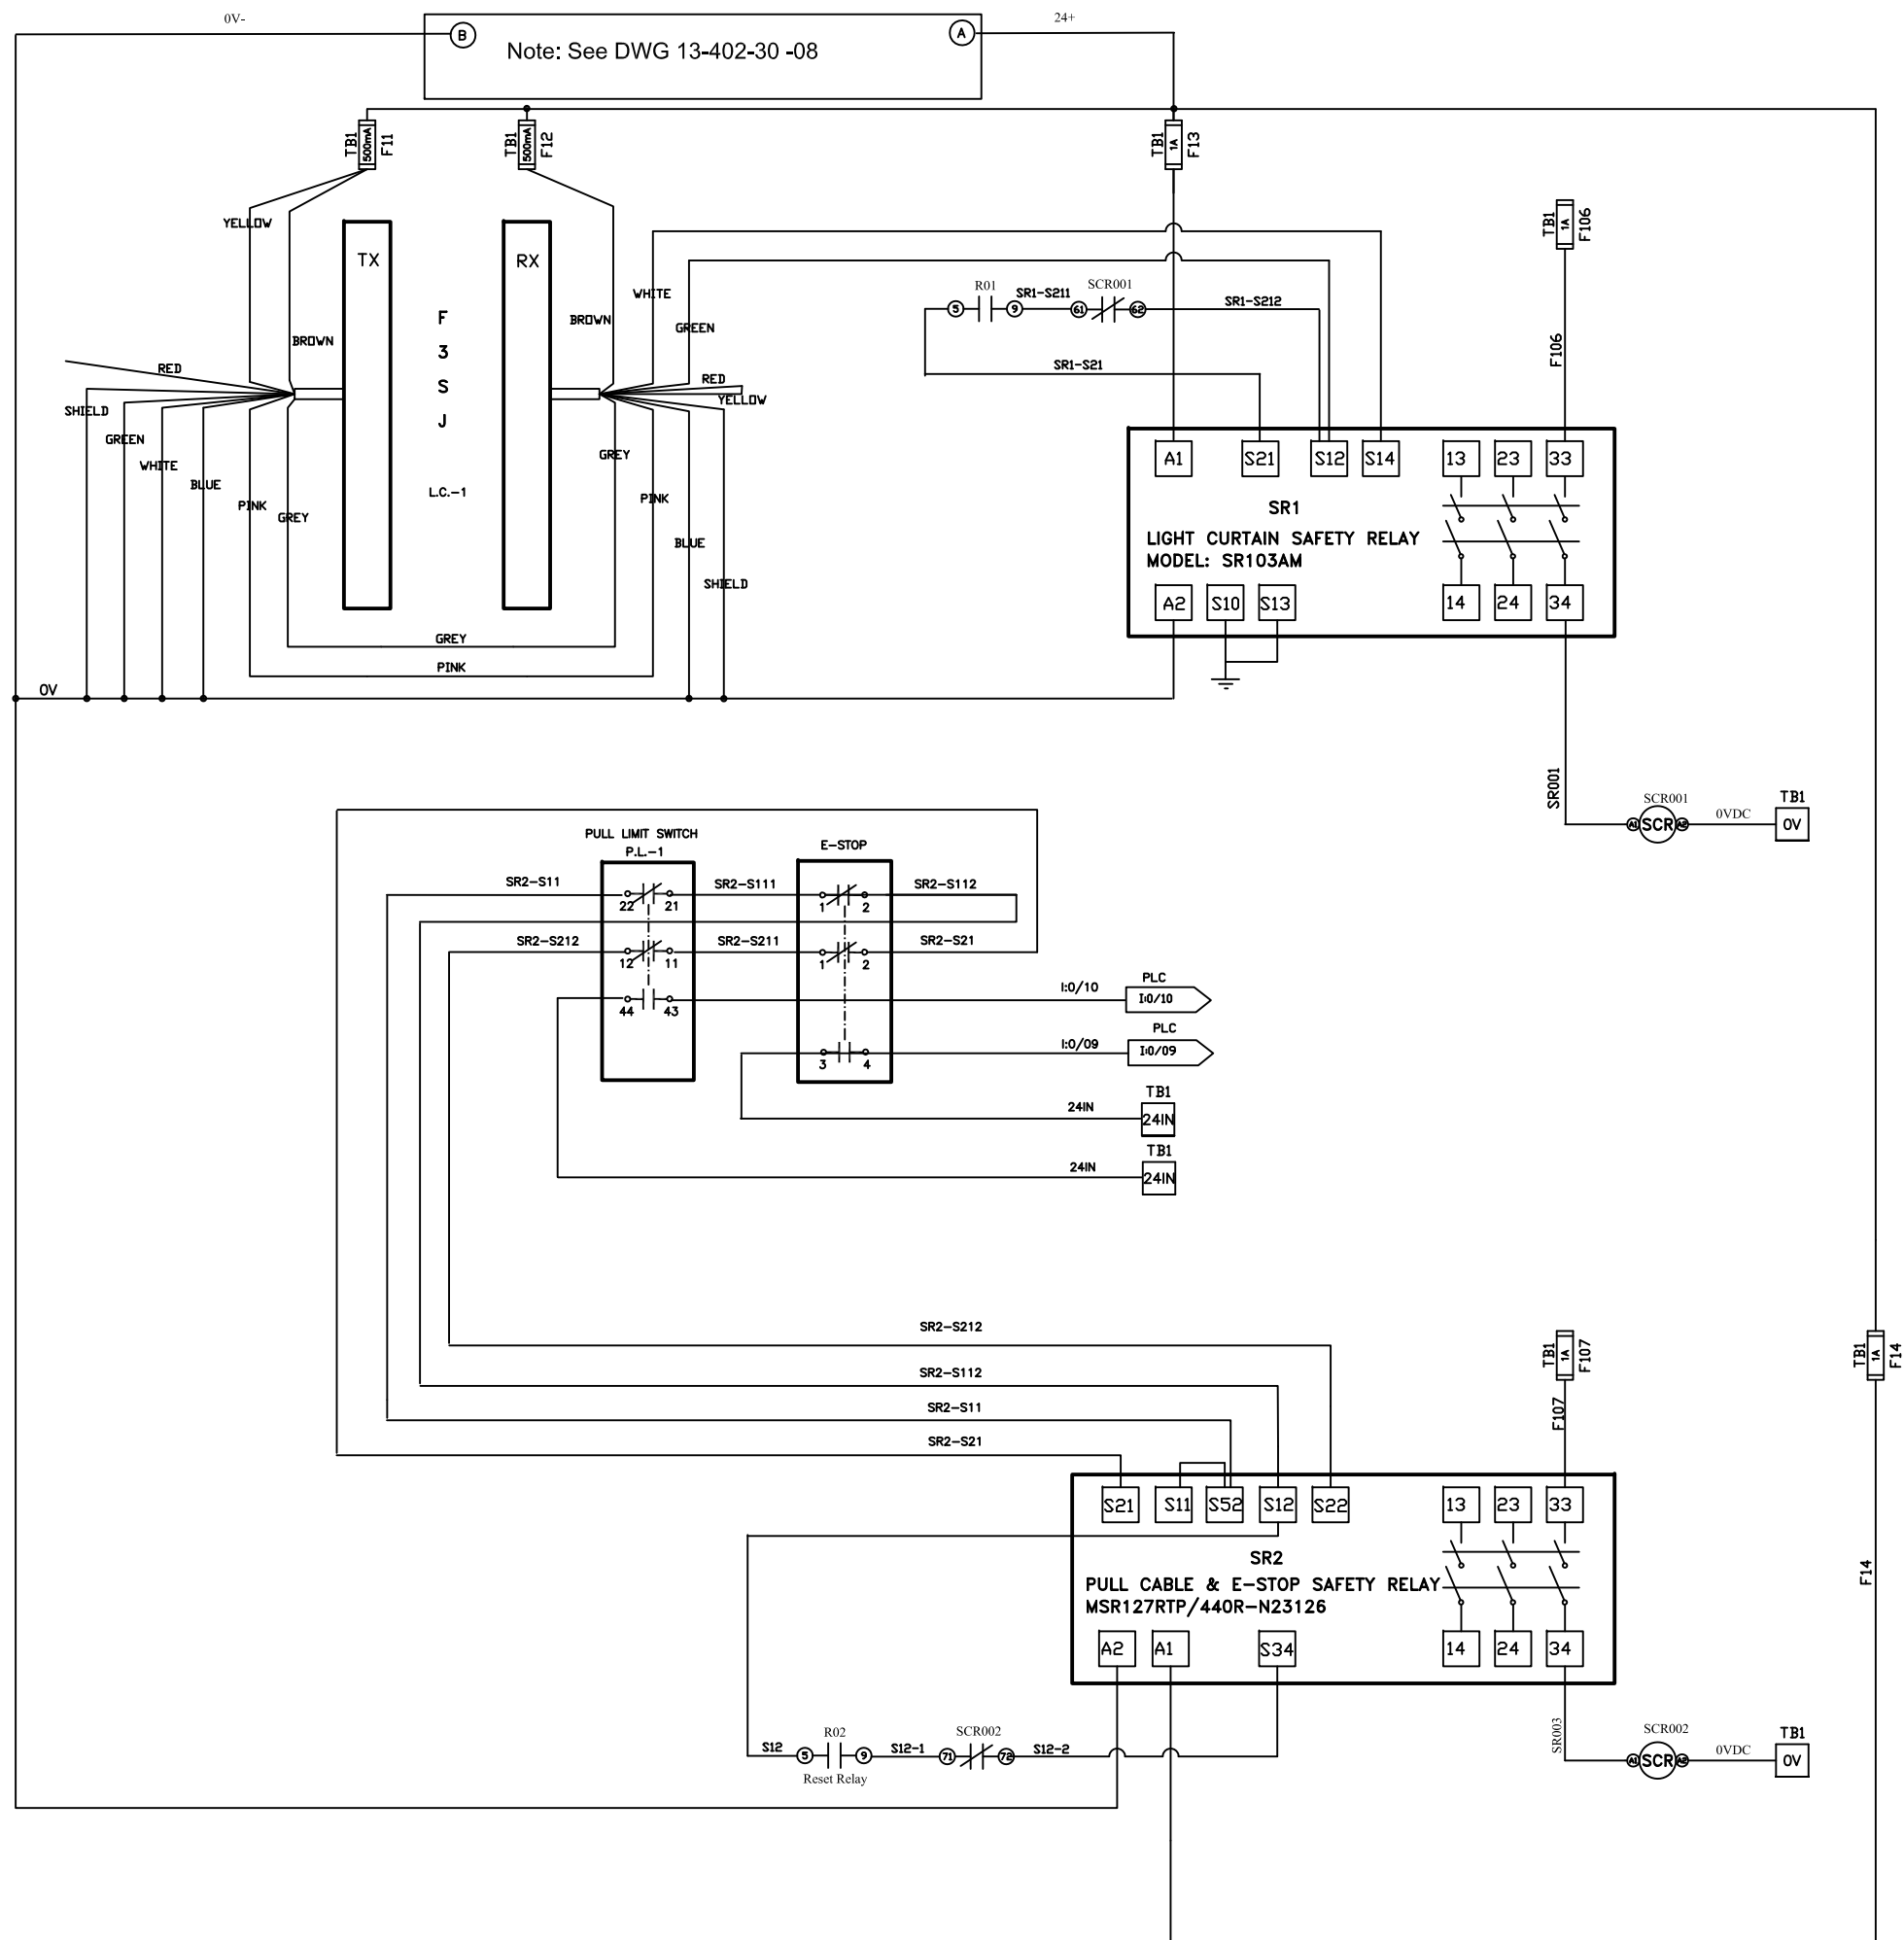 0V-
24+
B
A
Note: See DWG 13-402-30 -08
TB1
500mA
F11
TB1
500mA
F12
TB1
1A
F13
TB1
1A
F106
YELLOW
TX
RX
BROWN
BROWN
WHITE
GREEN
F
3
S
J
L.C.-1
R01
5
9
SR1-S211
SCR001
61
62
SR1-S212
SR1-S21
F106
RED
SHIELD
GREEN
WHITE
BLUE
PINK
GREY
RED
YELLOW
GREY
PINK
BLUE
SHIELD
GREY
PINK
0V
A1
S21
S12
S14
13
23
33
SR1
LIGHT CURTAIN SAFETY RELAY
MODEL: SR103AM
A2
S10
S13
14
24
34
SR001
SCR001
A1
SCR
A2
0VDC
TB1
0V
PULL LIMIT SWITCH
P.L.-1
E-STOP
SR2-S11
22
21
SR2-S111
1
2
SR2-S112
SR2-S212
12
11
SR2-S211
1
2
SR2-S21
44
43
I:0/10
PLC
I:0/10
3
4
I:0/09
PLC
I:0/09
24IN
TB1
24IN
24IN
TB1
24IN
SR2-S212
SR2-S112
SR2-S11
SR2-S21
TB1
1A
F107
F107
TB1
1A
F14
F14
S21
S11
S52
S12
S22
13
23
33
SR2
PULL CABLE & E-STOP SAFETY RELAY
MSR127RTP/440R-N23126
A2
A1
S34
14
24
34
S12
R02
5
9
Reset Relay
S12-1
SCR002
71
72
S12-2
SR003
SCR002
A1
SCR
A2
0VDC
TB1
0V